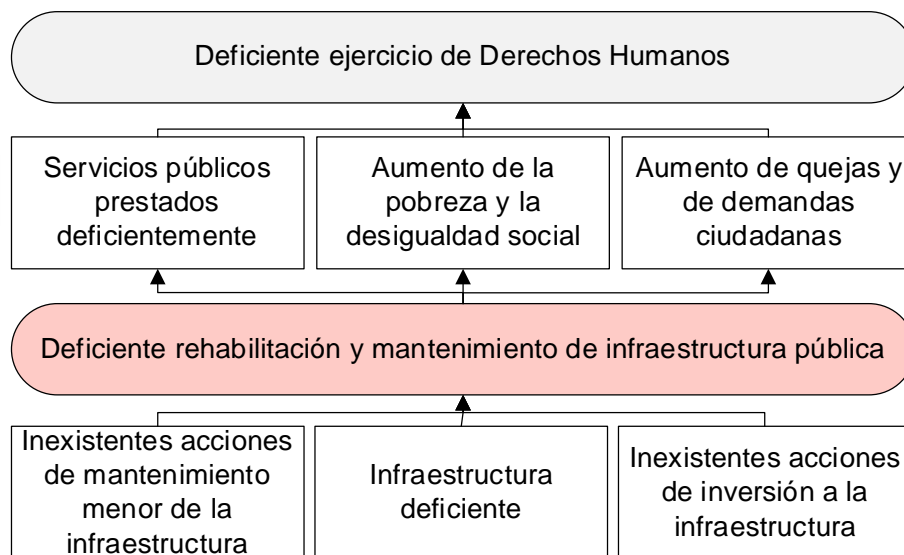 Deficiente ejercicio de Derechos Humanos
Servicios públicos
prestados
deficientemente
Aumento de la
pobreza y la
desigualdad social
Aumento de quejas y
de demandas
ciudadanas
Deficiente rehabilitación y mantenimiento de infraestructura pública
Inexistentes acciones
de mantenimiento
menor de la
infraestructura
Infraestructura
deficiente
Inexistentes acciones
de inversión a la
infraestructura